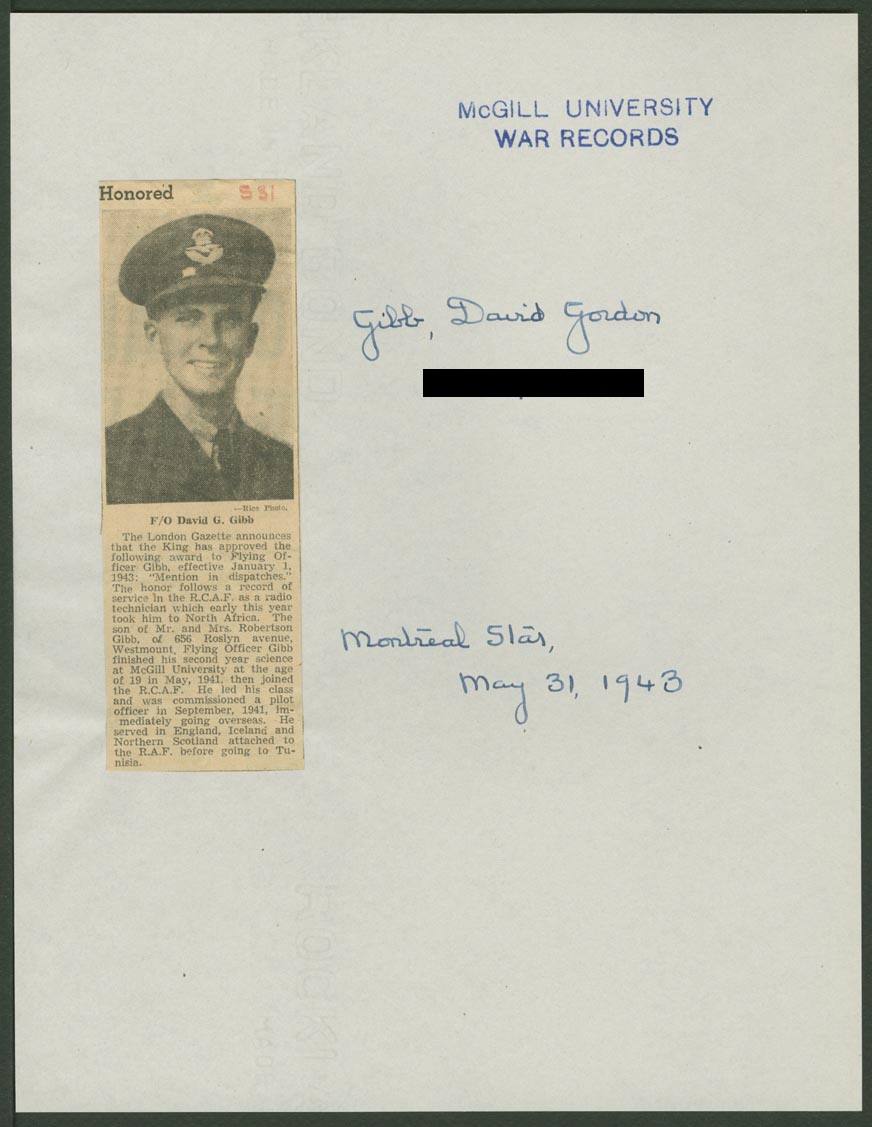 McGILL UNIVERSITY
WAR RECORDS
Honored 531
Gibb, David Gordon
—Rice Photo.
F/O David G. Gibb
The London Gazette announces
that the King has approved the
following award to Flying Of-
ficer Gibb, effective January 1,
1943: "Mention in dispatches."
The honor follows a record of
service in the R.C.A.F. as a radio
technician which early this year
took him to North Africa. The
son of Mr. and Mrs. Robertson
Gibb, of 656 Roslyn avenue,
Westmount, Flying Officer Gibb
finished his second year science
at McGill University at the age
of 19 in May, 1941, then joined
the R.C.A.F. He led his class
and was commissioned a pilot
officer in September, 1941, im-
mediately going overseas. He
served in England, Iceland and
Northern Scotland attached to
the R.A.F. before going to Tu-
nisia.
Montreal Star,
May 31, 1943